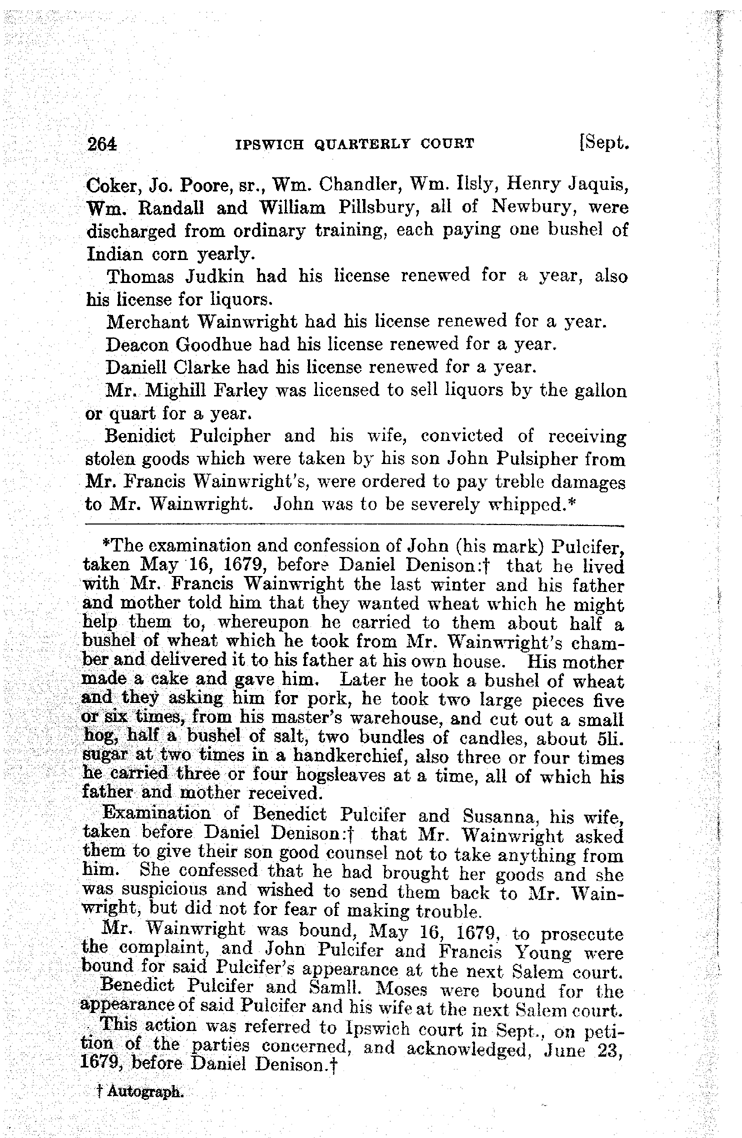 264 IPSWICH QUARTERLY COURT [Sept.
Coker, Jo. Poore, sr., Wm. Chandler, Wm. Ilsly, Henry Jaquis,
Wm. Randall and William Pillsbury, all of Newbury, were
discharged from ordinary training, each paying one bushel of
Indian corn yearly.
Thomas Judkin had his license renewed for a year, also
his license for liquors.
Merchant Wainwright had his license renewed for a year.
Deacon Goodhue had his license renewed for a year.
Daniell Clarke had his license renewed for a year.
Mr. Mighill Farley was licensed to sell liquors by the gallon
or quart for a year.
Benidict Pulcipher and his wife, convicted of receiving
stolen goods which were taken by his son John Pulsipher from
Mr. Francis Wainwright's, were ordered to pay treble damages
to Mr. Wainwright. John was to be severely whipped.*
*The examination and confession of John (his mark) Pulcifer,
taken May 16, 1679, before Daniel Denison:† that he lived
with Mr. Francis Wainwright the last winter and his father
and mother told him that they wanted wheat which he might
help them to, whereupon he carried to them about half a
bushel of wheat which he took from Mr. Wainwright's cham-
ber and delivered it to his father at his own house. His mother
made a cake and gave him. Later he took a bushel of wheat
and they asking him for pork, he took two large pieces five
or six times, from his master's warehouse, and cut out a small
hog, half a bushel of salt, two bundles of candles, about 5li.
sugar at two times in a handkerchief, also three or four times
he carried three or four hogsleaves at a time, all of which his
father and mother received.
Examination of Benedict Pulcifer and Susanna, his wife,
taken before Daniel Denison:† that Mr. Wainwright asked
them to give their son good counsel not to take anything from
him. She confessed that he had brought her goods and she
was suspicious and wished to send them back to Mr. Wain-
wright, but did not for fear of making trouble.
Mr. Wainwright was bound, May 16, 1679, to prosecute
the complaint, and John Pulcifer and Francis Young were
bound for said Pulcifer's appearance at the next Salem court.
Benedict Pulcifer and Samll. Moses were bound for the
appearance of said Pulcifer and his wife at the next Salem court.
This action was referred to Ipswich court in Sept., on peti-
tion of the parties concerned, and acknowledged, June 23,
1679, before Daniel Denison.†
† Autograph.